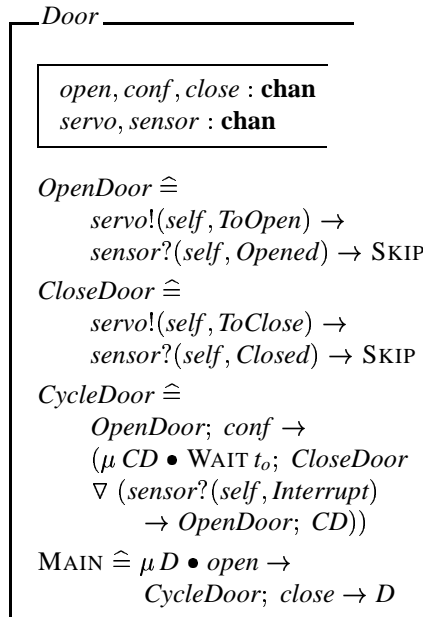 Door
open, conf, close : chan
servo, sensor : chan
OpenDoor ≙
servo!(self, ToOpen) →
sensor?(self, Opened) → SKIP
CloseDoor ≙
servo!(self, ToClose) →
sensor?(self, Closed) → SKIP
CycleDoor ≙
OpenDoor; conf →
(μ CD • WAIT tₒ; CloseDoor
∇ (sensor?(self, Interrupt)
→ OpenDoor; CD))
MAIN ≙ μ D • open →
CycleDoor; close → D